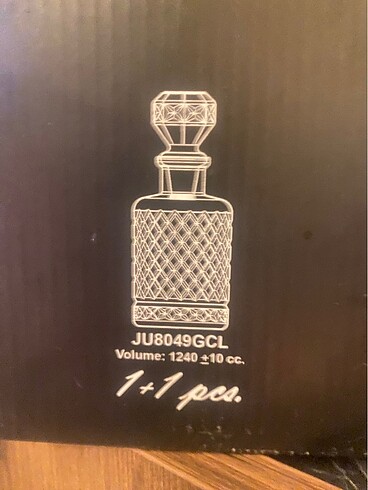 JU8049GCL
Volume: 1240 ±10 cc.
1+1 pcs.